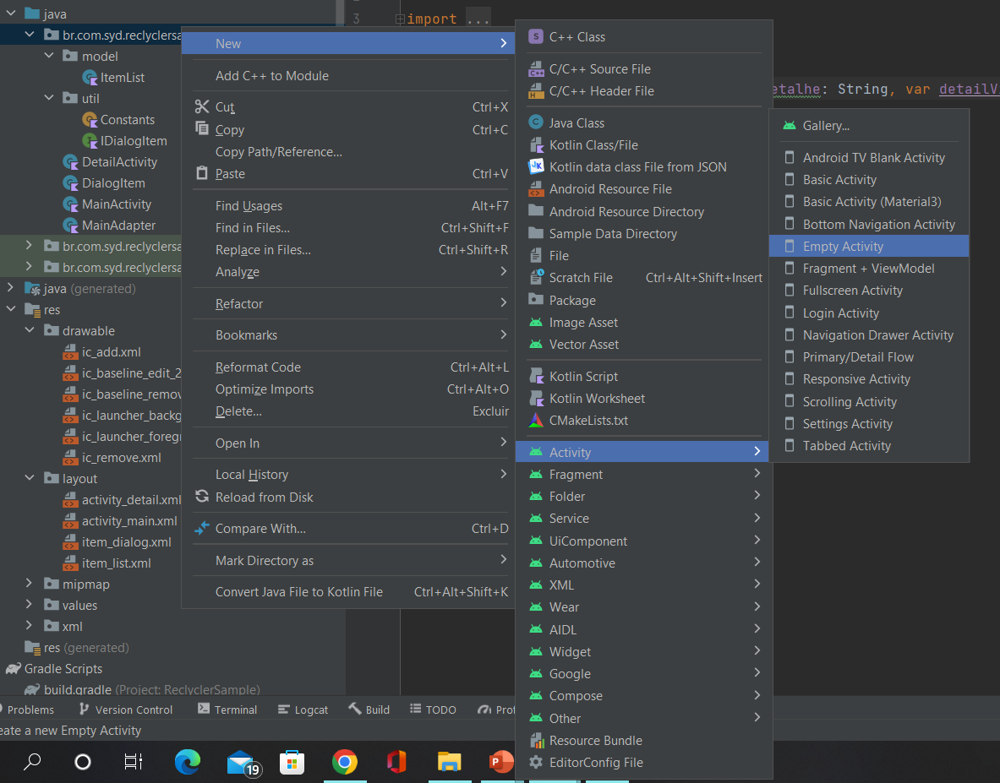 java
br.com.syd.reclyclersa
model
ItemList
util
Constants
IDialogItem
DetailActivity
DialogItem
MainActivity
MainAdapter
br.com.syd.reclyclersa
br.com.syd.reclyclersa
java (generated)
res
drawable
ic_add.xml
ic_baseline_edit_2
ic_baseline_remov
ic_launcher_backg
ic_launcher_foregr
ic_remove.xml
layout
activity_detail.xml
activity_main.xml
item_dialog.xml
item_list.xml
mipmap
values
xml
res (generated)
Gradle Scripts
build.gradle (Project: ReclyclerSample)
3 import ...
etalhe: String, var detailV
New
Add C++ to Module
Cut Ctrl+X
Copy Ctrl+C
Copy Path/Reference...
Paste Ctrl+V
Find Usages Alt+F7
Find in Files... Ctrl+Shift+F
Replace in Files... Ctrl+Shift+R
Analyze
Refactor
Bookmarks
Reformat Code Ctrl+Alt+L
Optimize Imports Ctrl+Alt+O
Delete... Excluir
Open In
Local History
Reload from Disk
Compare With... Ctrl+D
Mark Directory as
Convert Java File to Kotlin File Ctrl+Alt+Shift+K
S C++ Class
C++ C/C++ Source File
H C/C++ Header File
C Java Class
Kotlin Class/File
JK Kotlin data class File from JSON
Android Resource File
Android Resource Directory
Sample Data Directory
File
Scratch File Ctrl+Alt+Shift+Insert
Package
Image Asset
Vector Asset
Kotlin Script
Kotlin Worksheet
CMakeLists.txt
Activity
Fragment
Folder
Service
UiComponent
Automotive
XML
Wear
AIDL
Widget
Google
Compose
Other
Resource Bundle
EditorConfig File
Gallery...
Android TV Blank Activity
Basic Activity
Basic Activity (Material3)
Bottom Navigation Activity
Empty Activity
Fragment + ViewModel
Fullscreen Activity
Login Activity
Navigation Drawer Activity
Primary/Detail Flow
Responsive Activity
Scrolling Activity
Settings Activity
Tabbed Activity
Problems Version Control Terminal Logcat Build TODO Prof
eate a new Empty Activity
19 P